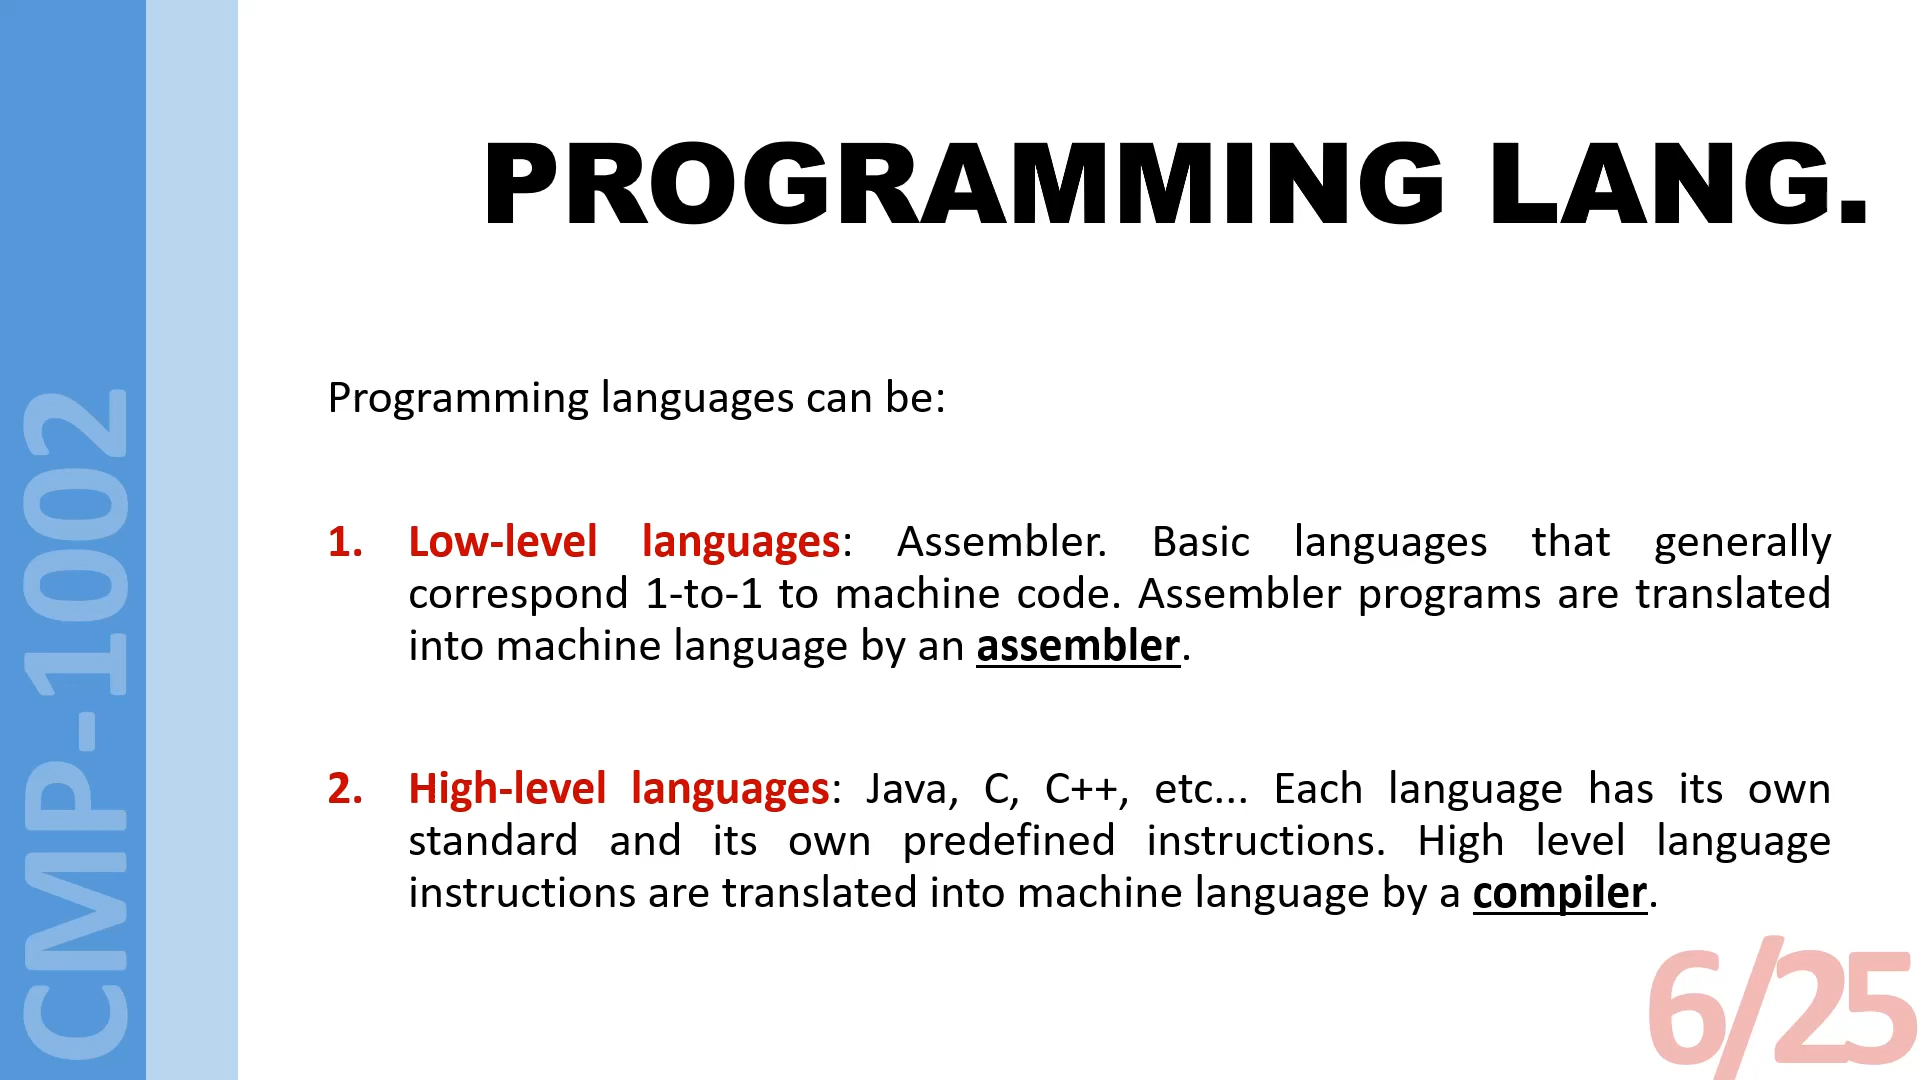 PROGRAMMING LANG.
Programming languages can be:
1. Low-level languages: Assembler. Basic languages that generally
correspond 1-to-1 to machine code. Assembler programs are translated
into machine language by an assembler.
2. High-level languages: Java, C, C++, etc... Each language has its own
standard and its own predefined instructions. High level language
instructions are translated into machine language by a compiler.
CMP-1002
6/25